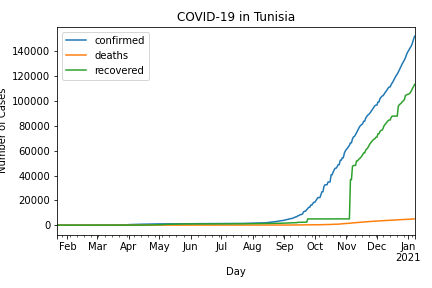 COVID-19 in Tunisia
confirmed
deaths
recovered
140000
120000
100000
80000
60000
40000
20000
0
Number of Cases
Feb Mar Apr May Jun Jul Aug Sep Oct Nov Dec Jan
2021
Day